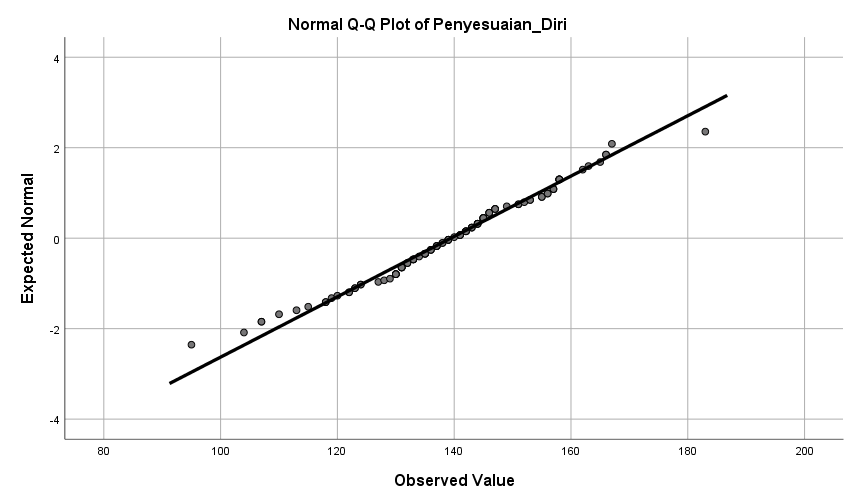 Normal Q-Q Plot of Penyesuaian_Diri
Expected Normal
4
2
0
-2
-4
80 100 120 140 160 180 200
Observed Value